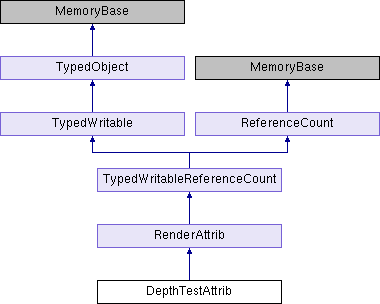 MemoryBase
TypedObject
MemoryBase
TypedWritable
ReferenceCount
TypedWritableReferenceCount
RenderAttrib
DepthTestAttrib